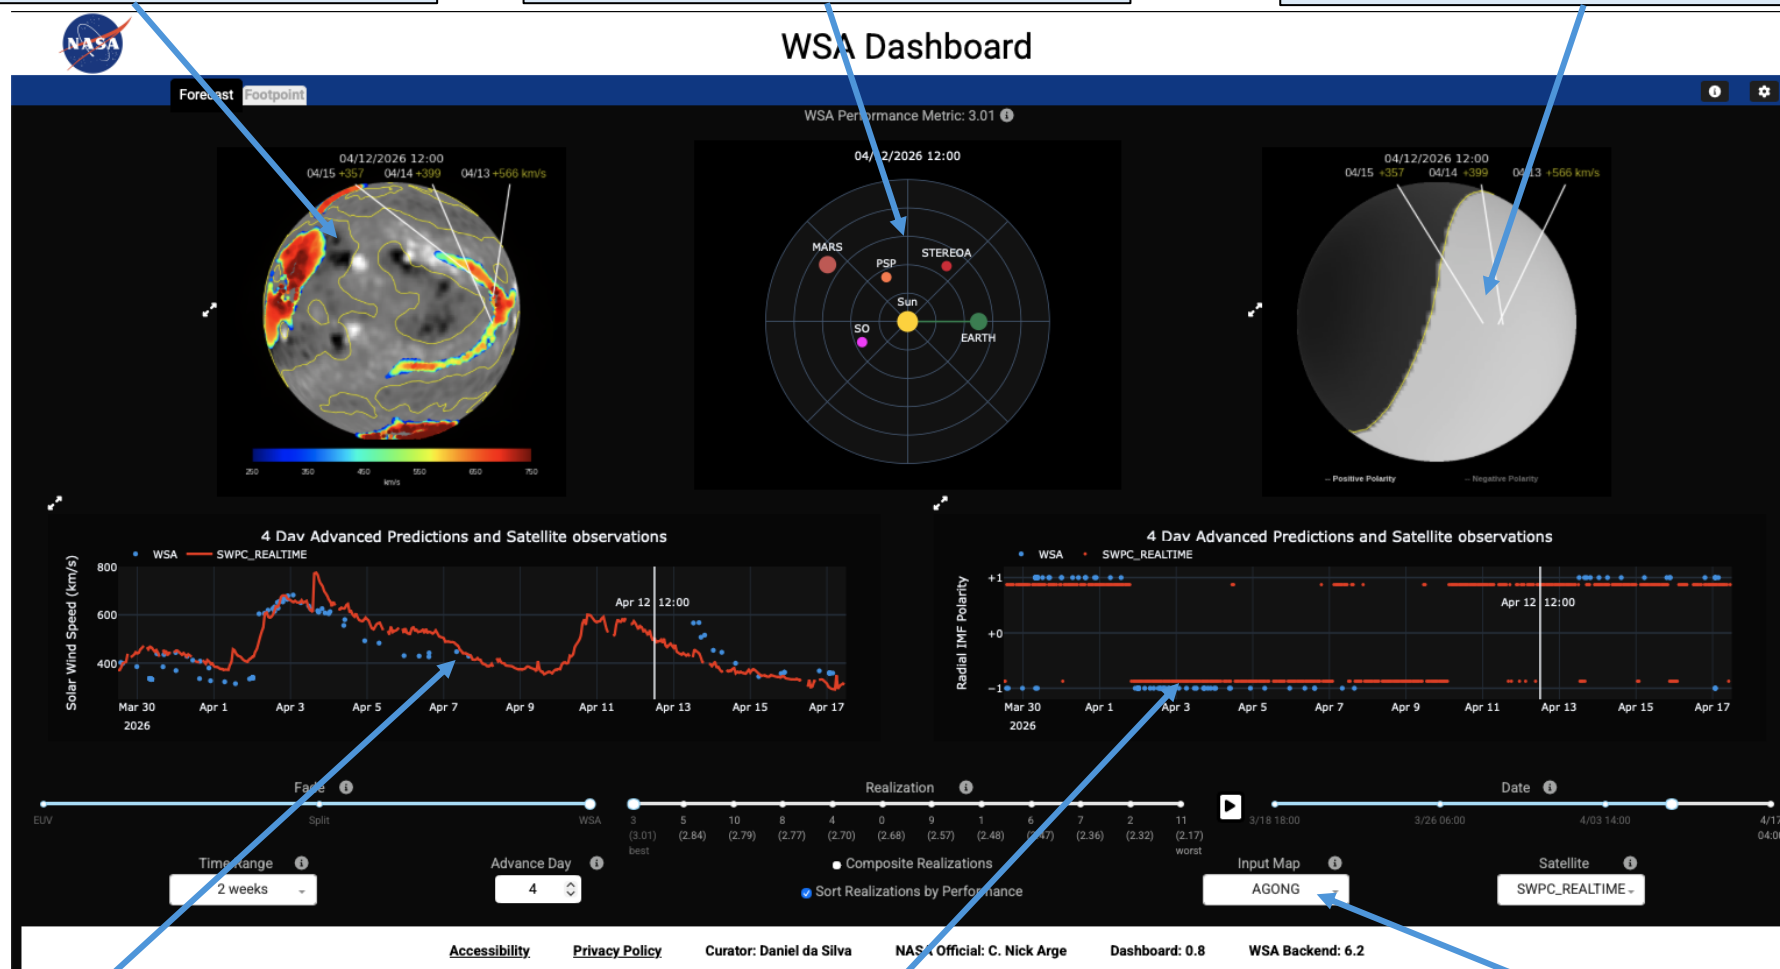 NASA
WSA Dashboard
Forecast Footpoint
WSA Performance Metric: 3.01
04/12/2026 12:00
04/15 +357 04/14 +399 04/13 +566 km/s
250 350 450 550 650 750
km/s
04/12/2026 12:00
MARS
STEREOA
PSP
Sun
SO
EARTH
04/12/2026 12:00
04/15 +357 04/14 +399 04/13 +566 km/s
-- Positive Polarity -- Negative Polarity
4 Day Advanced Predictions and Satellite observations
WSA SWPC_REALTIME
Solar Wind Speed (km/s)
800
600
400
Apr 12 12:00
Mar 30 Apr 1 Apr 3 Apr 5 Apr 7 Apr 9 Apr 11 Apr 13 Apr 15 Apr 17
2026
4 Day Advanced Predictions and Satellite observations
WSA SWPC_REALTIME
Radial IMF Polarity
+1
+0
−1
Apr 12 12:00
Mar 30 Apr 1 Apr 3 Apr 5 Apr 7 Apr 9 Apr 11 Apr 13 Apr 15 Apr 17
2026
Fade
EUV Split WSA
Realization
3 5 10 8 4 0 9 1 6 7 2 11
(3.01) (2.84) (2.79) (2.77) (2.70) (2.68) (2.57) (2.48) (2.47) (2.36) (2.32) (2.17)
best worst
Date
3/18 18:00 3/26 06:00 4/03 14:00 4/17
04:00
Time Range
2 weeks
Advance Day
4
Composite Realizations
Sort Realizations by Performance
Input Map
AGONG
Satellite
SWPC_REALTIME
Accessibility Privacy Policy Curator: Daniel da Silva NASA Official: C. Nick Arge Dashboard: 0.8 WSA Backend: 6.2